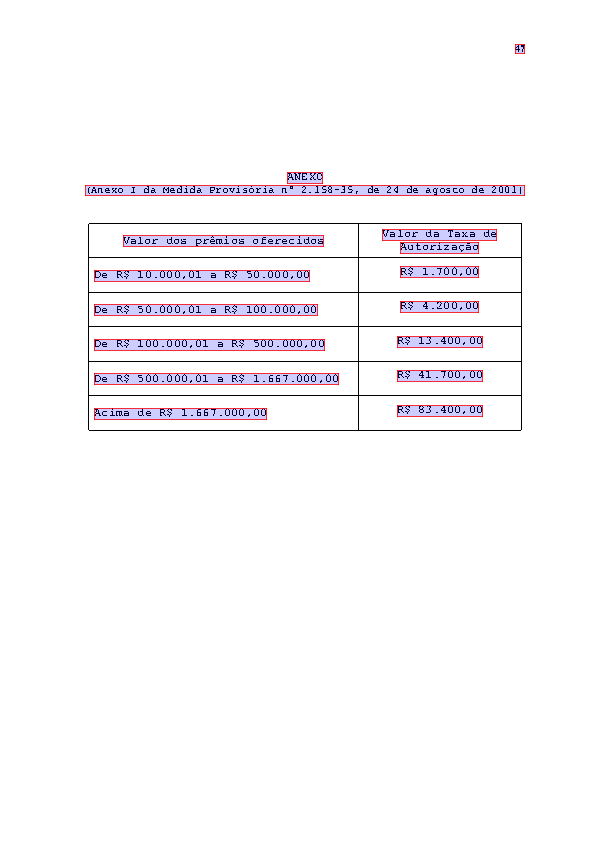 47
ANEXO
(Anexo I da Medida Provisória n° 2.158-35, de 24 de agosto de 2001)
Valor dos prêmios oferecidos
Valor da Taxa de
Autorização
De R$ 10.000,01 a R$ 50.000,00
R$ 1.700,00
De R$ 50.000,01 a R$ 100.000,00
R$ 4.200,00
De R$ 100.000,01 a R$ 500.000,00
R$ 13.400,00
De R$ 500.000,01 a R$ 1.667.000,00
R$ 41.700,00
Acima de R$ 1.667.000,00
R$ 83.400,00